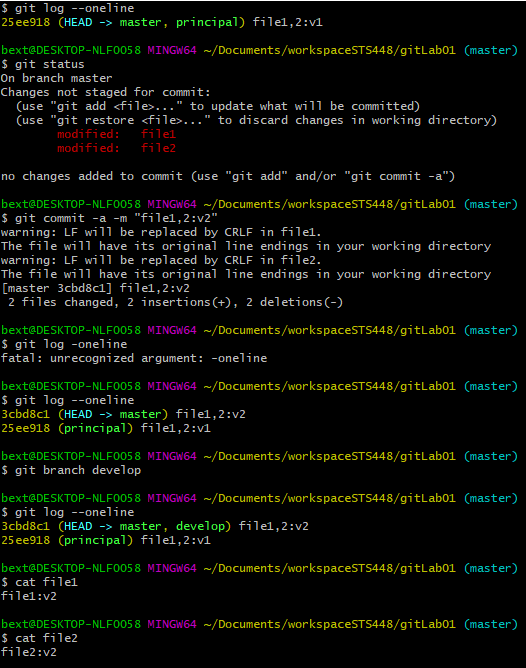 $ git log --oneline
25ee918 (HEAD -> master, principal) file1,2:v1
bext@DESKTOP-NLFOO58 MINGW64 ~/Documents/workspaceSTS448/gitLab01 (master)
$ git status
On branch master
Changes not staged for commit:
  (use "git add <file>..." to update what will be committed)
  (use "git restore <file>..." to discard changes in working directory)
        modified:   file1
        modified:   file2
no changes added to commit (use "git add" and/or "git commit -a")
bext@DESKTOP-NLFOO58 MINGW64 ~/Documents/workspaceSTS448/gitLab01 (master)
$ git commit -a -m "file1,2:v2"
warning: LF will be replaced by CRLF in file1.
The file will have its original line endings in your working directory
warning: LF will be replaced by CRLF in file2.
The file will have its original line endings in your working directory
[master 3cbd8c1] file1,2:v2
 2 files changed, 2 insertions(+), 2 deletions(-)
bext@DESKTOP-NLFOO58 MINGW64 ~/Documents/workspaceSTS448/gitLab01 (master)
$ git log -oneline
fatal: unrecognized argument: -oneline
bext@DESKTOP-NLFOO58 MINGW64 ~/Documents/workspaceSTS448/gitLab01 (master)
$ git log --oneline
3cbd8c1 (HEAD -> master) file1,2:v2
25ee918 (principal) file1,2:v1
bext@DESKTOP-NLFOO58 MINGW64 ~/Documents/workspaceSTS448/gitLab01 (master)
$ git branch develop
bext@DESKTOP-NLFOO58 MINGW64 ~/Documents/workspaceSTS448/gitLab01 (master)
$ git log --oneline
3cbd8c1 (HEAD -> master, develop) file1,2:v2
25ee918 (principal) file1,2:v1
bext@DESKTOP-NLFOO58 MINGW64 ~/Documents/workspaceSTS448/gitLab01 (master)
$ cat file1
file1:v2
bext@DESKTOP-NLFOO58 MINGW64 ~/Documents/workspaceSTS448/gitLab01 (master)
$ cat file2
file2:v2